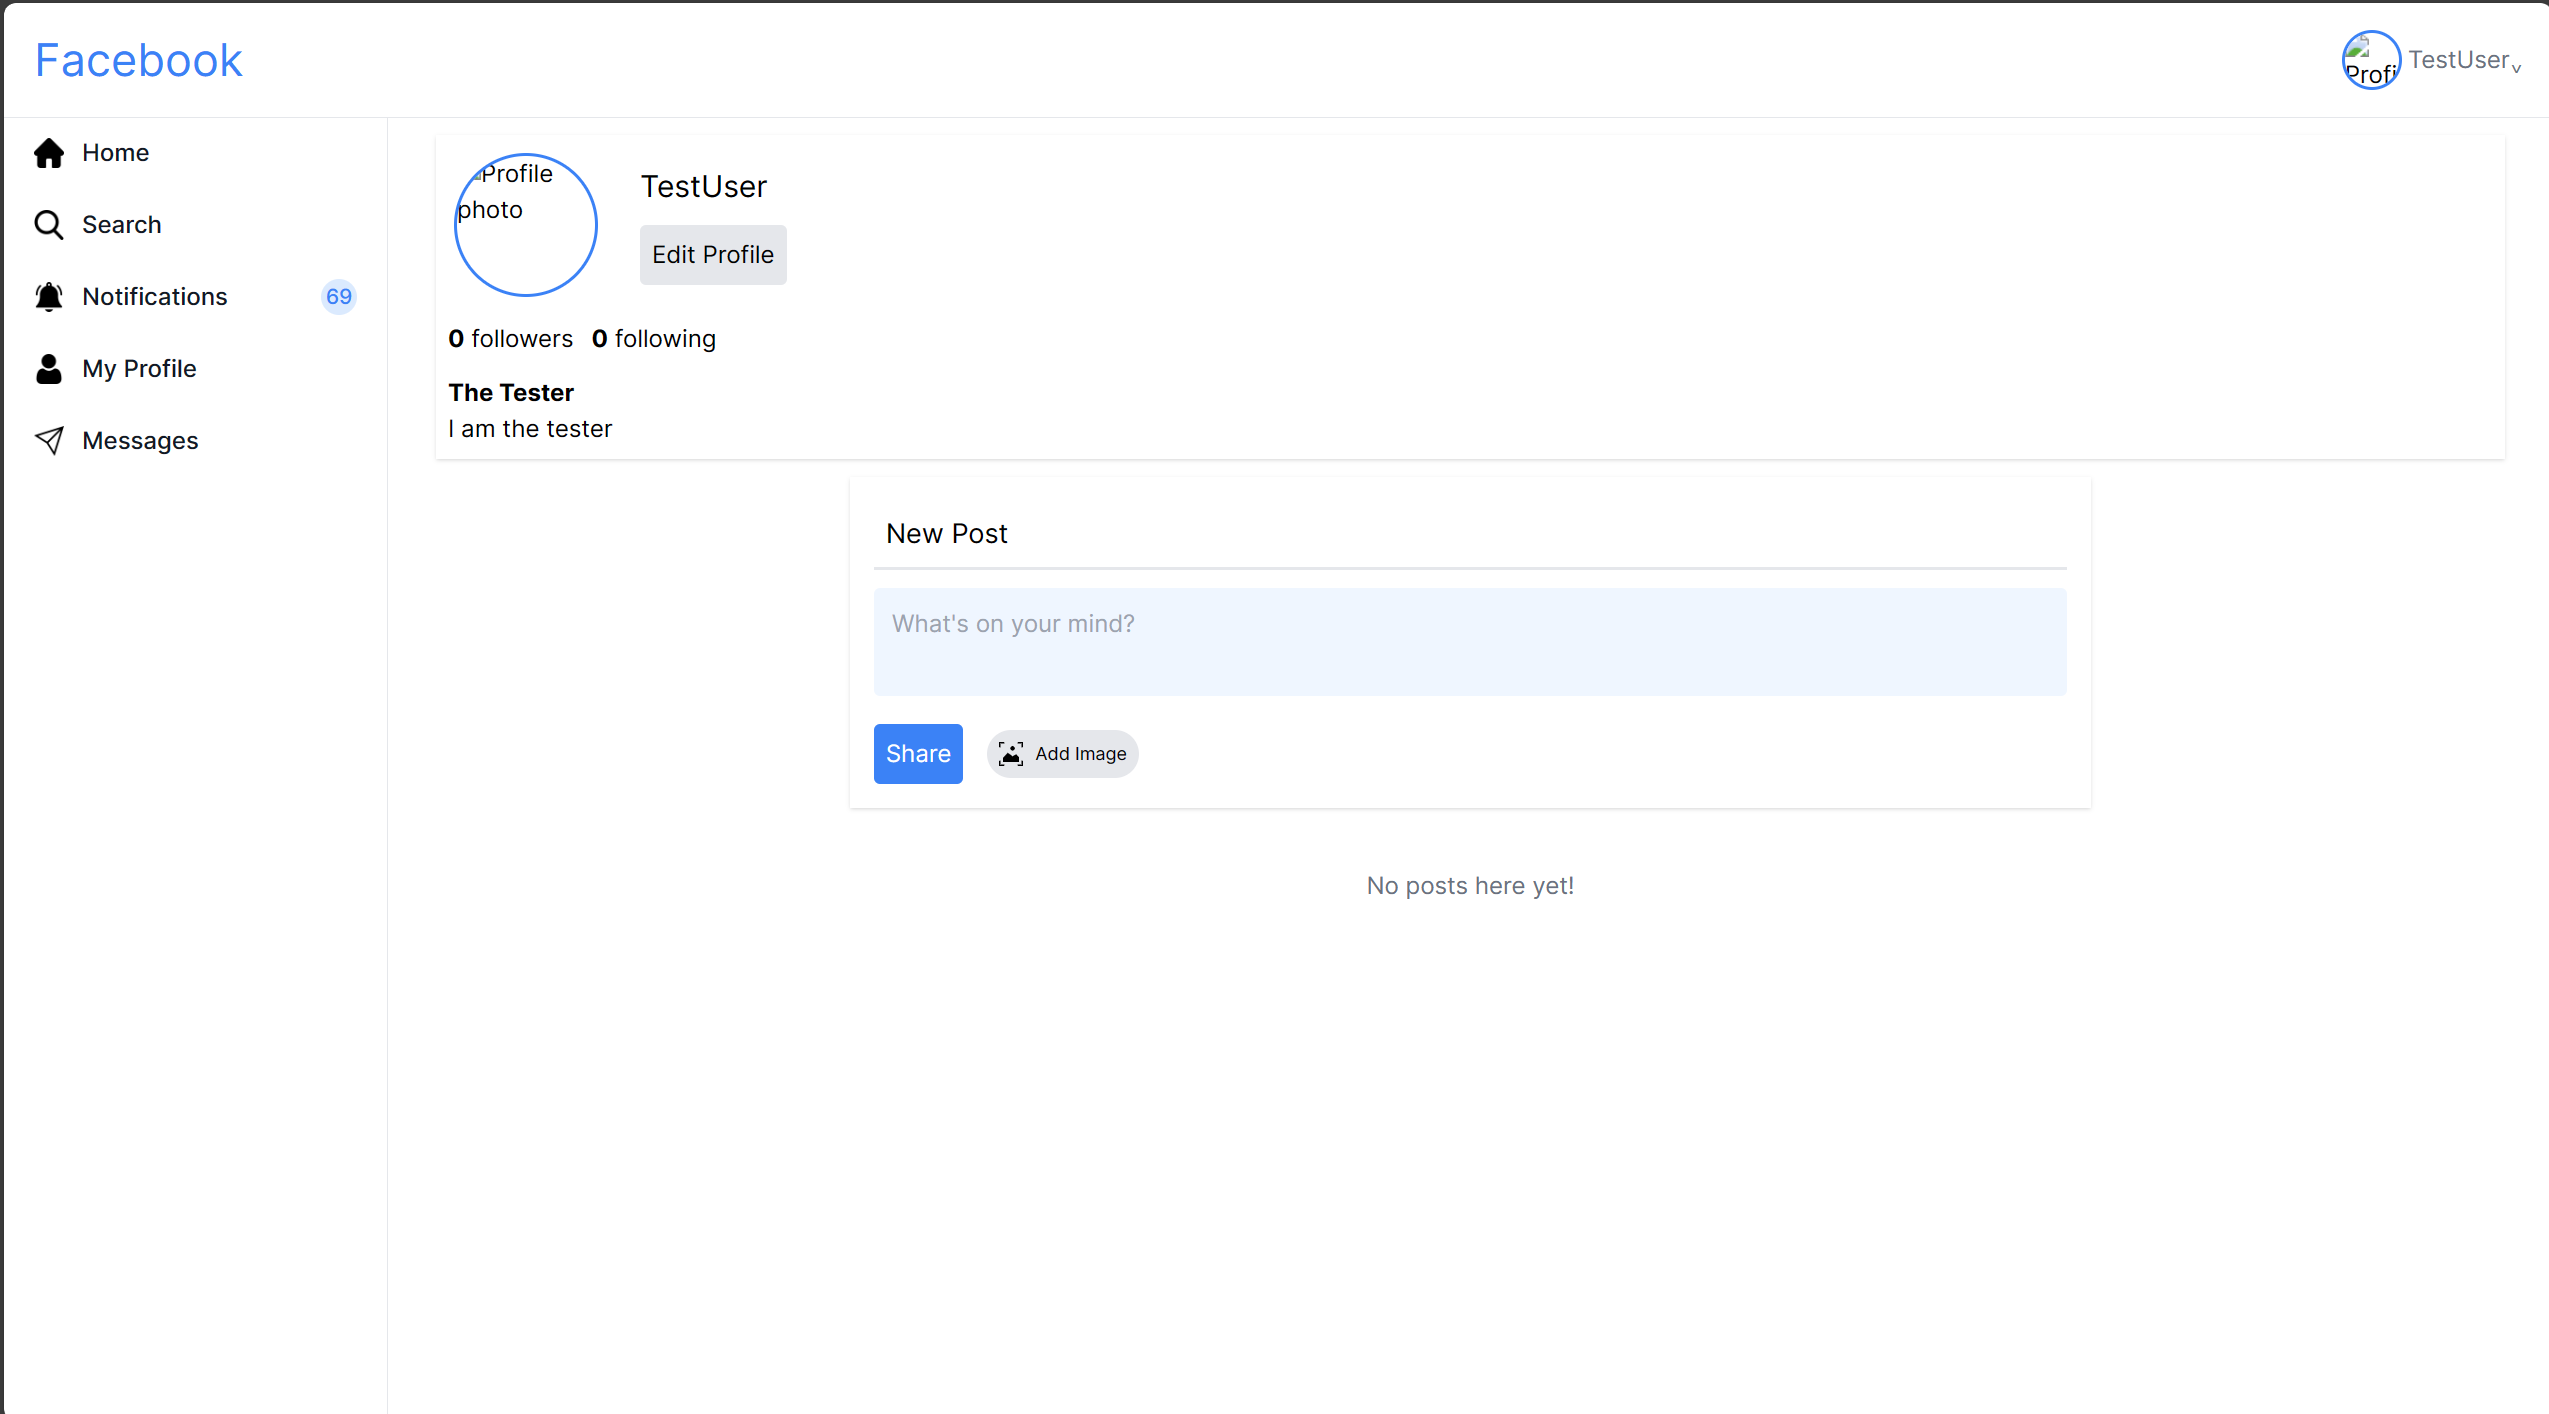 Facebook
Profi
TestUser
Home
Search
Notifications 69
My Profile
Messages
Profile
photo
TestUser
Edit Profile
0 followers 0 following
The Tester
I am the tester
New Post
What's on your mind?
Share
Add Image
No posts here yet!